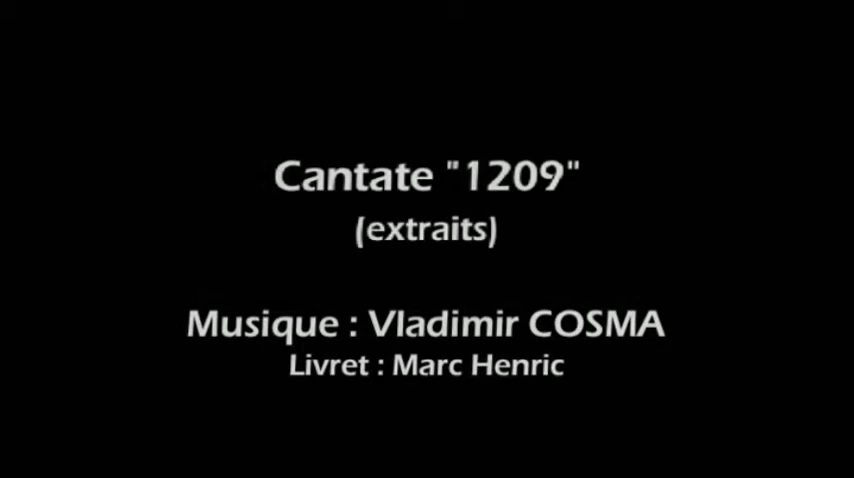 Cantate "1209"
(extraits)
Musique : Vladimir COSMA
Livret : Marc Henric